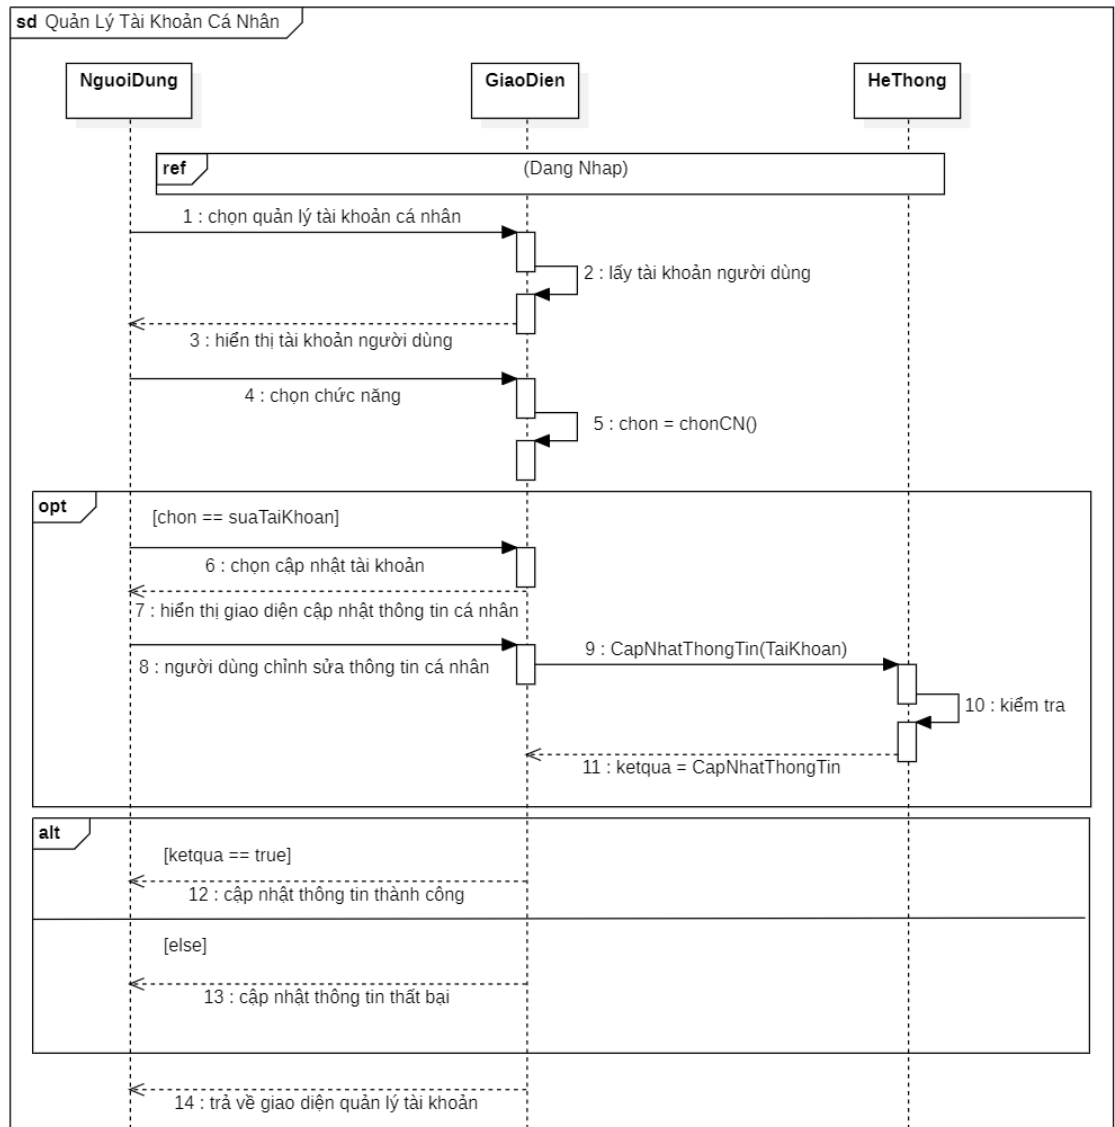 sd Quản Lý Tài Khoản Cá Nhân
NguoiDung
GiaoDien
HeThong
ref
(Dang Nhap)
1 : chọn quản lý tài khoản cá nhân
2 : lấy tài khoản người dùng
3 : hiển thị tài khoản người dùng
4 : chọn chức năng
5 : chon = chonCN()
opt
[chon == suaTaiKhoan]
6 : chọn cập nhật tài khoản
7 : hiển thị giao diện cập nhật thông tin cá nhân
8 : người dùng chỉnh sửa thông tin cá nhân
9 : CapNhatThongTin(TaiKhoan)
10 : kiểm tra
11 : ketqua = CapNhatThongTin
alt
[ketqua == true]
12 : cập nhật thông tin thành công
[else]
13 : cập nhật thông tin thất bại
14 : trả về giao diện quản lý tài khoản